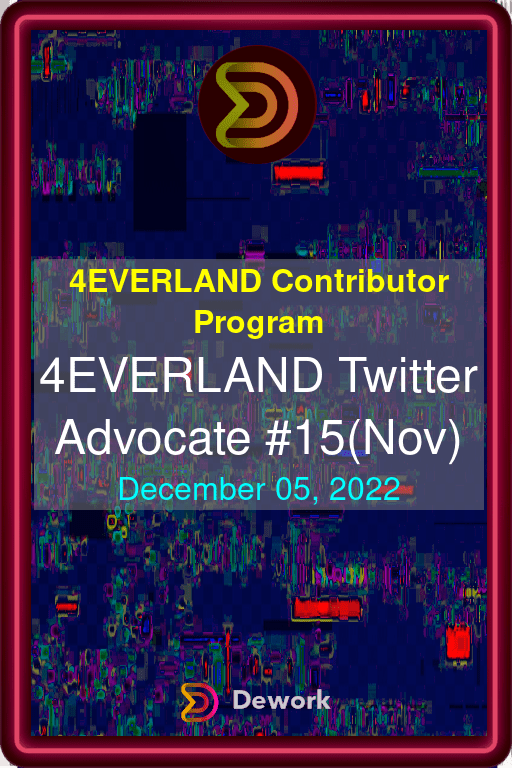 4EVERLAND Contributor
Program
4EVERLAND Twitter
Advocate #15(Nov)
December 05, 2022
Dework